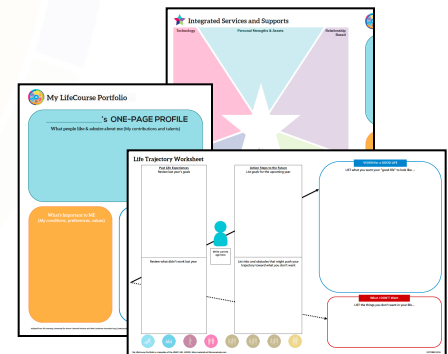 Integrated Services and Supports
Technology
Personal Strengths & Assets
Relationship
Based
My LifeCourse Portfolio
's ONE-PAGE PROFILE
What people like & admire about me (My contributions and talents)
What's Important to ME
Life Trajectory Worksheet
Past Life Experiences
Review last year's goals
Review what didn't work last year
Action Steps to the Future
List goals for the upcoming year
List risks and obstacles that might push your
trajectory toward what you don't want
Vision for a GOOD LIFE
LIST what you want your "good life" to look like...
What I DON'T Want
LIST the things you don't want in your life...